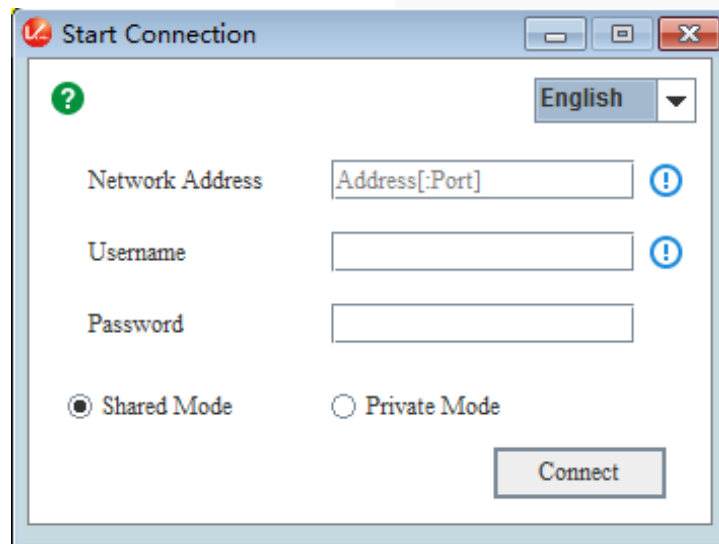 Start Connection
English
Network Address Address[:Port]
Username
Password
Shared Mode Private Mode
Connect